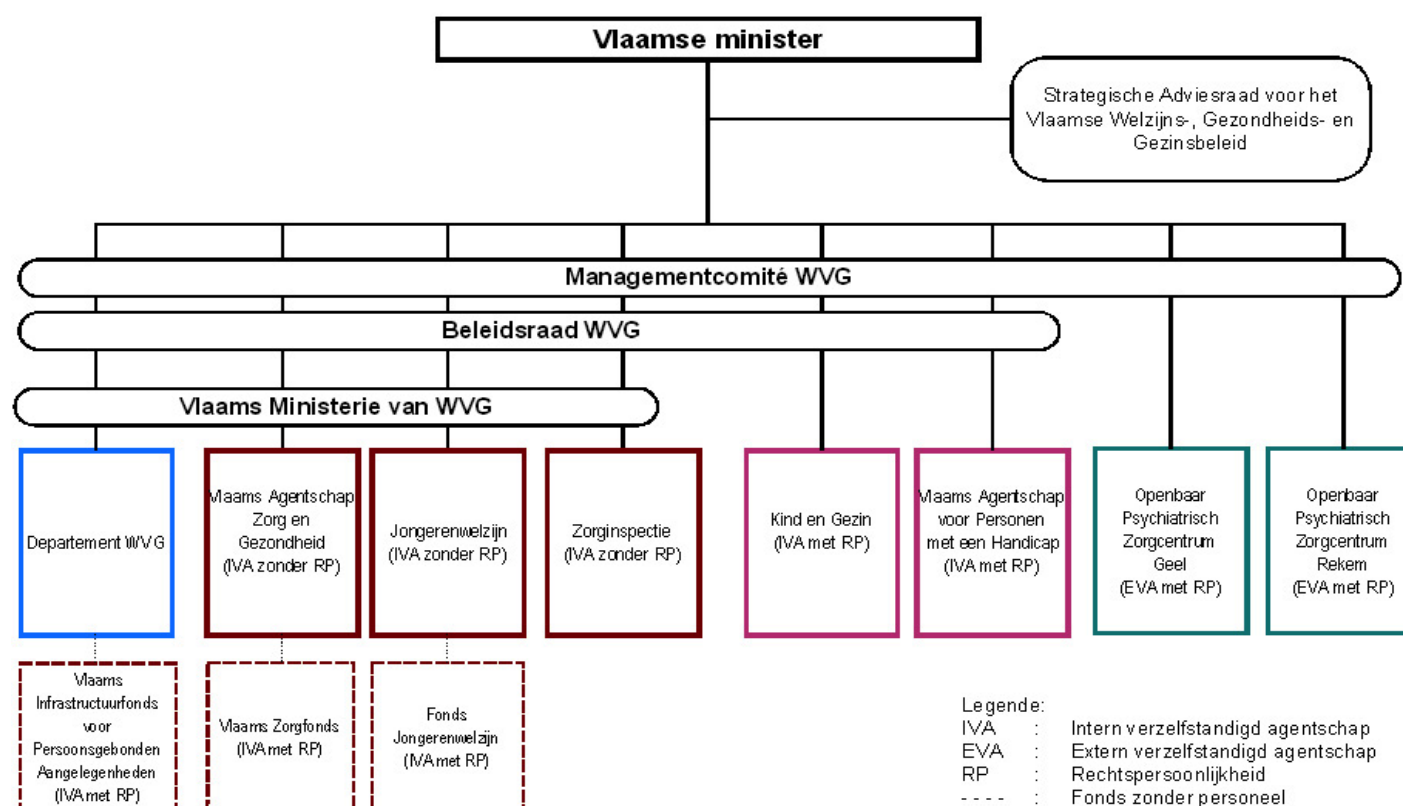 Vlaamse minister
Strategische Adviesraad voor het
Vlaamse Welzijns-, Gezondheids- en
Gezinsbeleid
Managementcomité WVG
Beleidsraad WVG
Vlaams Ministerie van WVG
Departement WVG
Vlaams Agentschap
Zorg en
Gezondheid
(IVA zonder RP)
Jongerenwelzijn
(IVA zonder RP)
Zorginspectie
(IVA zonder RP)
Kind en Gezin
(IVA met RP)
Vlaams Agentschap
voor Personen
met een Handicap
(IVA met RP)
Openbaar
Psychiatrisch
Zorgcentrum
Geel
(EVA met RP)
Openbaar
Psychiatrisch
Zorgcentrum
Rekem
(EVA met RP)
Vlaams
Infrastructuurfonds
voor
Persoonsgebonden
Aangelegenheden
(IVA met RP)
Vlaams Zorgfonds
(IVA met RP)
Fonds
Jongerenwelzijn
(IVA met RP)
Legende:
IVA : Intern verzelfstandigd agentschap
EVA : Extern verzelfstandigd agentschap
RP : Rechtspersoonlijkheid
- - - - : Fonds zonder personeel